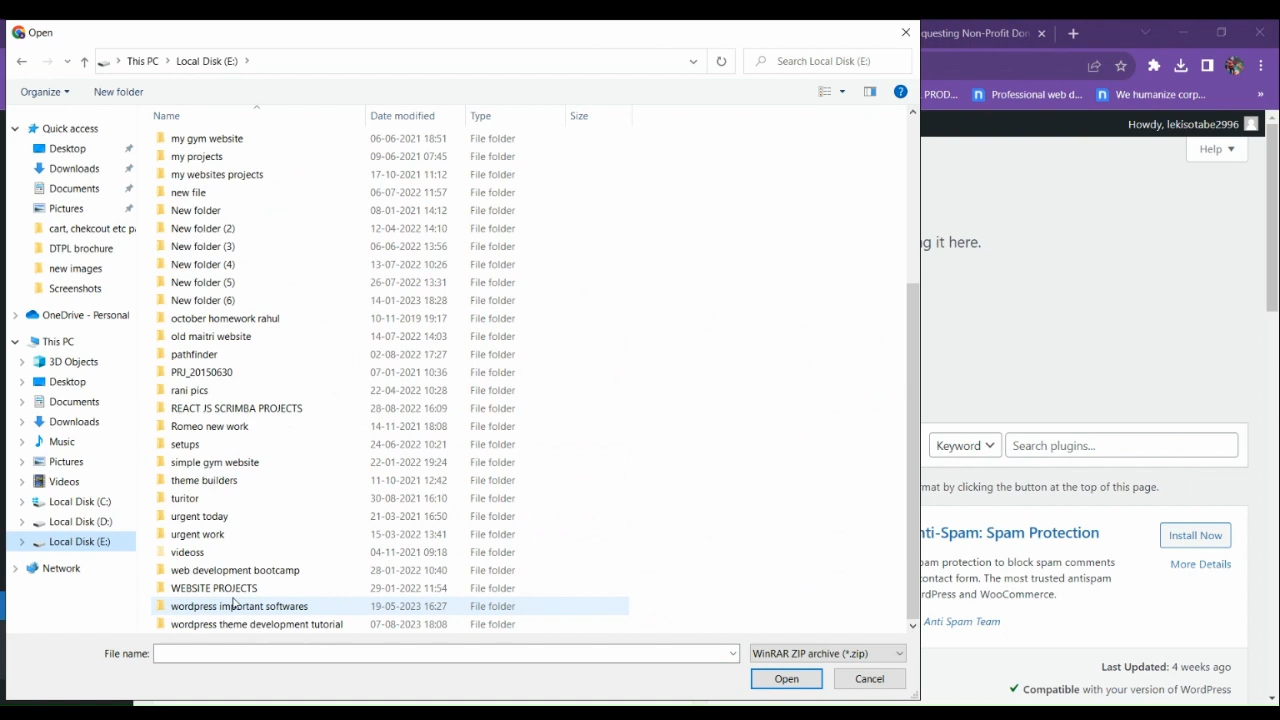 Open
questing Non-Profit Don
This PC
Local Disk (E:)
Search Local Disk (E:)
Organize
New folder
PROD...
Professional web d...
We humanize corp...
»
Name
Date modified
Type
Size
Howdy, lekisotabe2996
Help
Quick access
Desktop
Downloads
Documents
Pictures
cart, chekcout etc pa
DTPL brochure
new images
Screenshots
OneDrive - Personal
This PC
3D Objects
Desktop
Documents
Downloads
Music
Pictures
Videos
Local Disk (C:)
Local Disk (D:)
Local Disk (E:)
Network
my gym website 06-06-2021 18:51 File folder
my projects 09-06-2021 07:45 File folder
my websites projects 17-10-2021 11:12 File folder
new file 06-07-2022 11:57 File folder
New folder 08-01-2021 14:12 File folder
New folder (2) 12-04-2022 14:10 File folder
New folder (3) 06-06-2022 13:56 File folder
New folder (4) 13-07-2022 10:26 File folder
New folder (5) 26-07-2022 13:31 File folder
New folder (6) 14-01-2023 18:28 File folder
october homework rahul 10-11-2019 19:17 File folder
old maitri website 14-07-2022 14:03 File folder
pathfinder 02-08-2022 17:27 File folder
PRJ_20150630 07-01-2021 10:36 File folder
rani pics 22-04-2022 10:28 File folder
REACT JS SCRIMBA PROJECTS 28-08-2022 16:09 File folder
Romeo new work 14-11-2021 18:08 File folder
setups 24-06-2022 10:21 File folder
simple gym website 22-01-2022 19:24 File folder
theme builders 11-10-2021 12:42 File folder
turitor 30-08-2021 16:10 File folder
urgent today 21-03-2021 16:50 File folder
urgent work 15-03-2022 13:41 File folder
videoss 04-11-2021 09:18 File folder
web development bootcamp 28-01-2022 10:40 File folder
WEBSITE PROJECTS 29-01-2022 11:54 File folder
wordpress important softwares 19-05-2023 16:27 File folder
wordpress theme development tutorial 07-08-2023 18:08 File folder
g it here.
Keyword
Search plugins...
mat by clicking the button at the top of this page.
nti-Spam: Spam Protection
Install Now
More Details
pam protection to block spam comments
contact form. The most trusted antispam
rdPress and WooCommerce.
Anti Spam Team
Last Updated: 4 weeks ago
Compatible with your version of WordPress
File name:
WinRAR ZIP archive (*.zip)
Open
Cancel